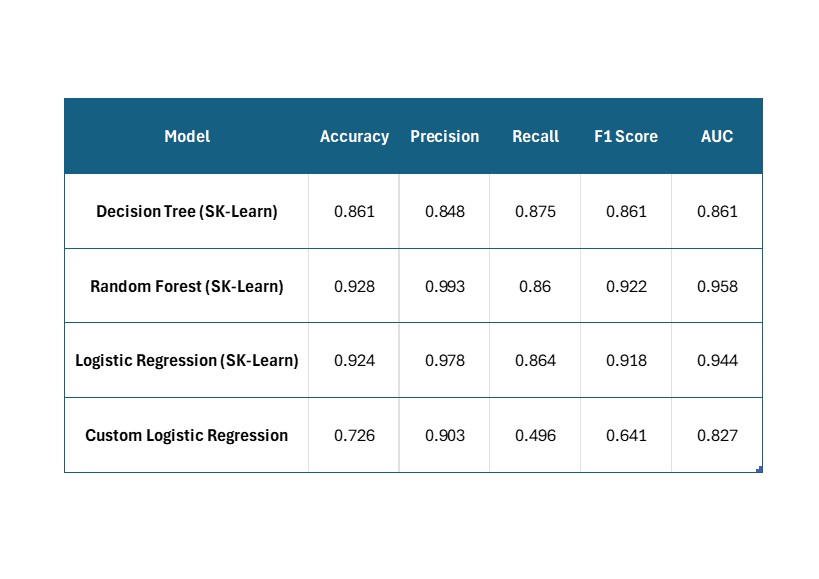 Model Accuracy Precision Recall F1 Score AUC
Decision Tree (SK-Learn) 0.861 0.848 0.875 0.861 0.861
Random Forest (SK-Learn) 0.928 0.993 0.86 0.922 0.958
Logistic Regression (SK-Learn) 0.924 0.978 0.864 0.918 0.944
Custom Logistic Regression 0.726 0.903 0.496 0.641 0.827